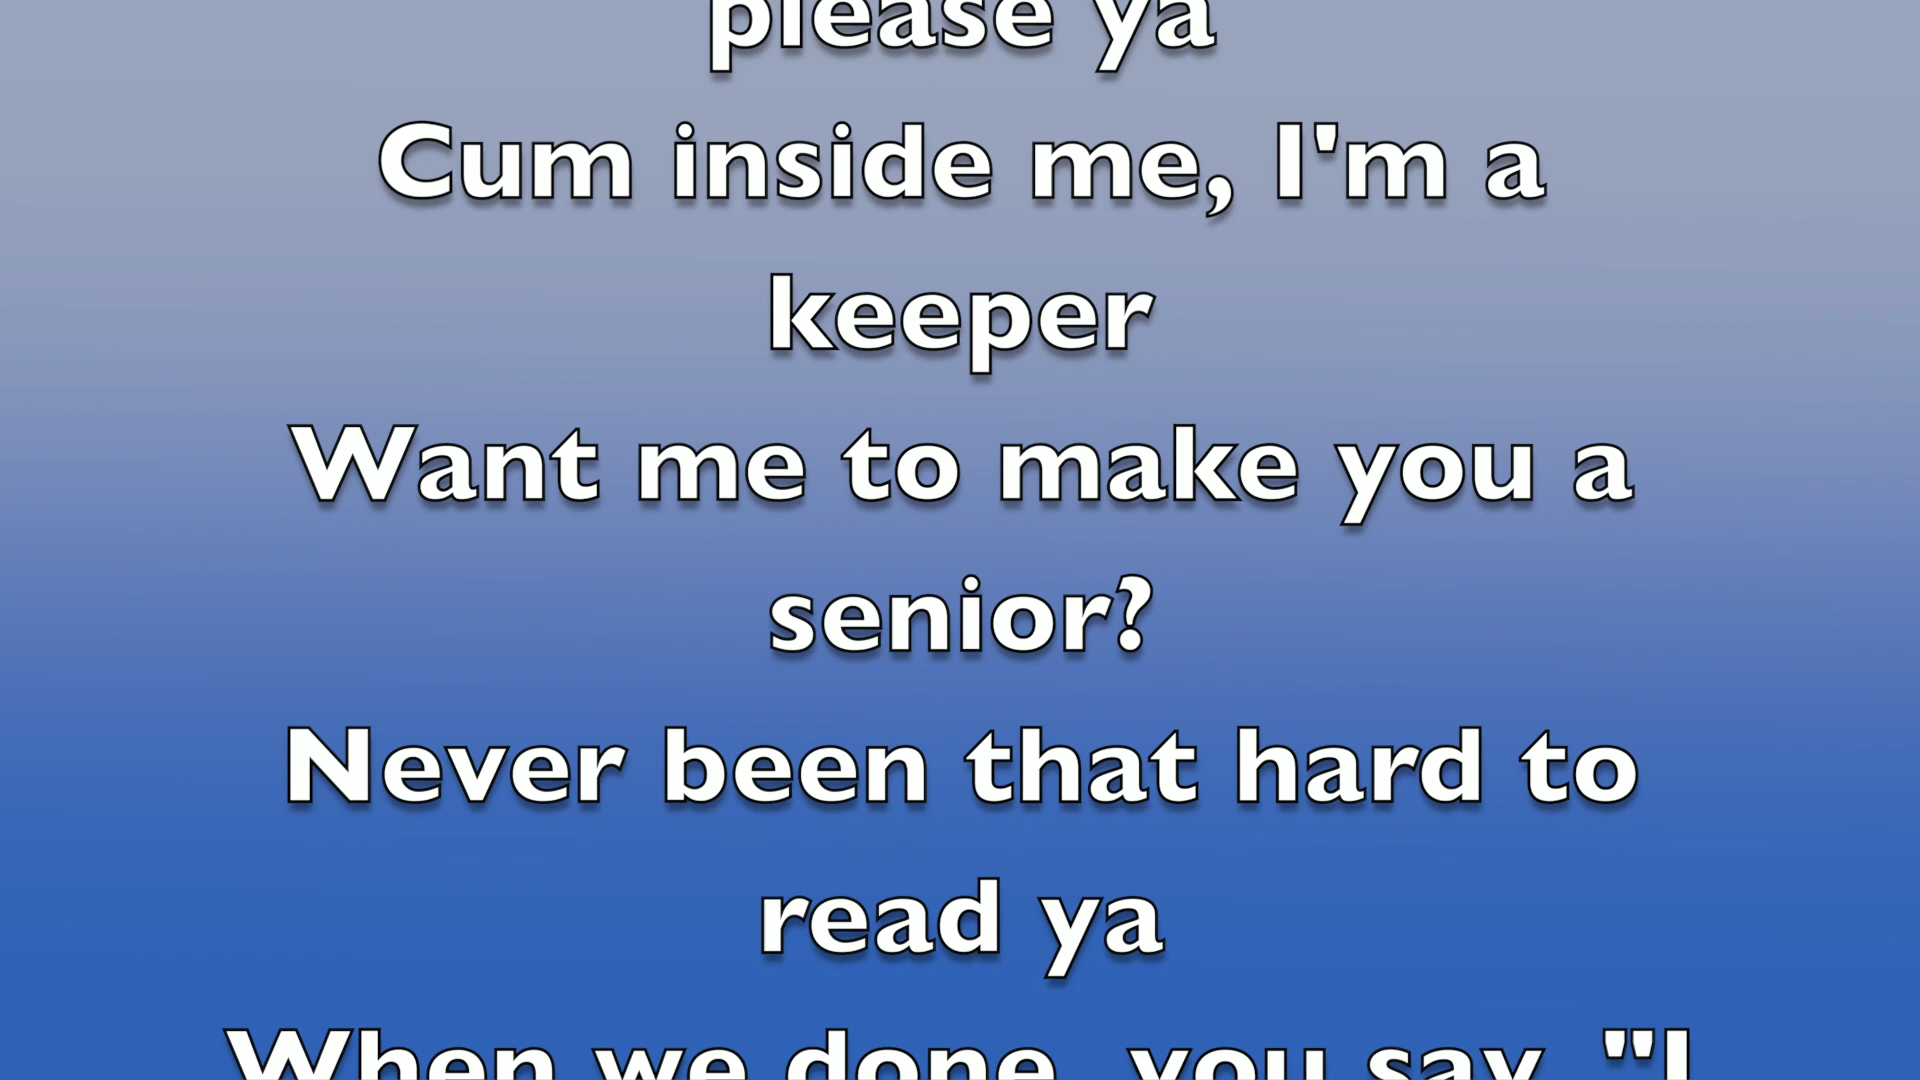 please ya
Cum inside me, I'm a
keeper
Want me to make you a
senior?
Never been that hard to
read ya
When we done, you say, "I